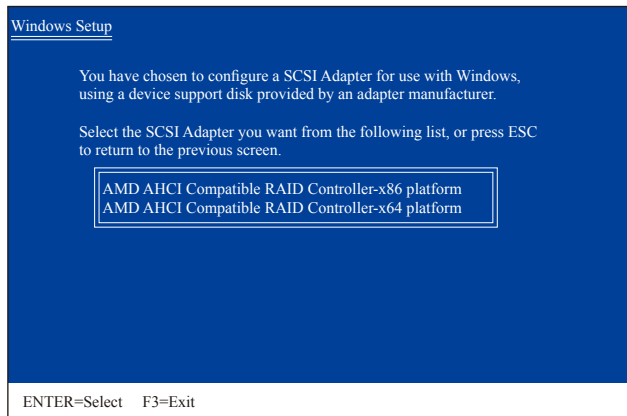 Windows Setup
You have chosen to configure a SCSI Adapter for use with Windows,
using a device support disk provided by an adapter manufacturer.
Select the SCSI Adapter you want from the following list, or press ESC
to return to the previous screen.
AMD AHCI Compatible RAID Controller-x86 platform
AMD AHCI Compatible RAID Controller-x64 platform
ENTER=Select F3=Exit